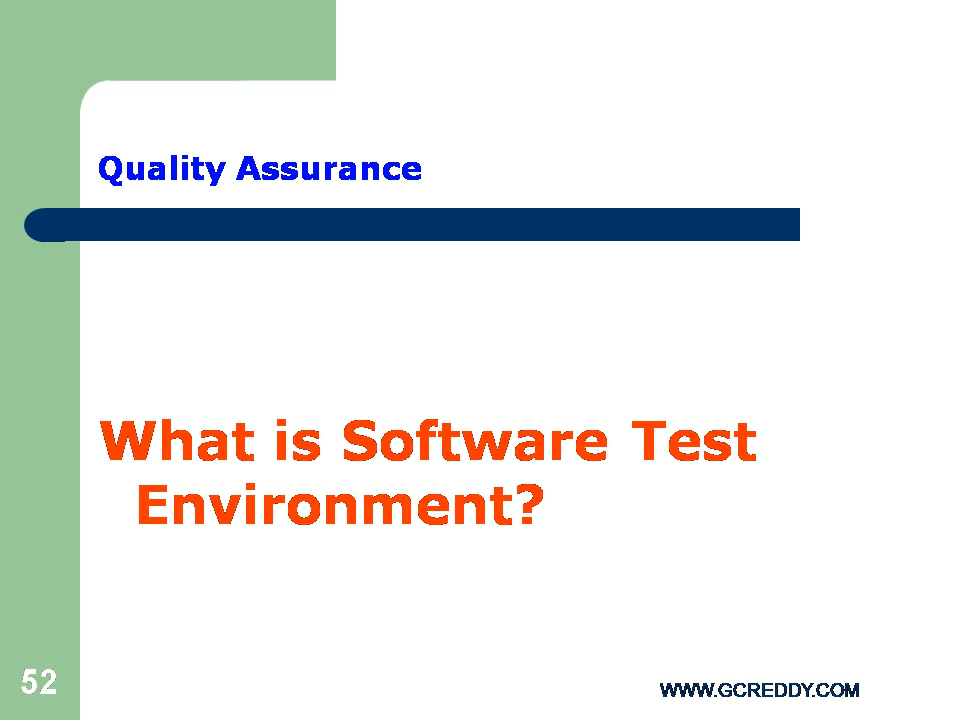 Quality Assurance
What is Software Test
Environment?
52
WWW.GCREDDY.COM